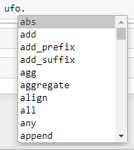 ufo.
abs
add
add_prefix
add_suffix
agg
aggregate
align
all
any
append